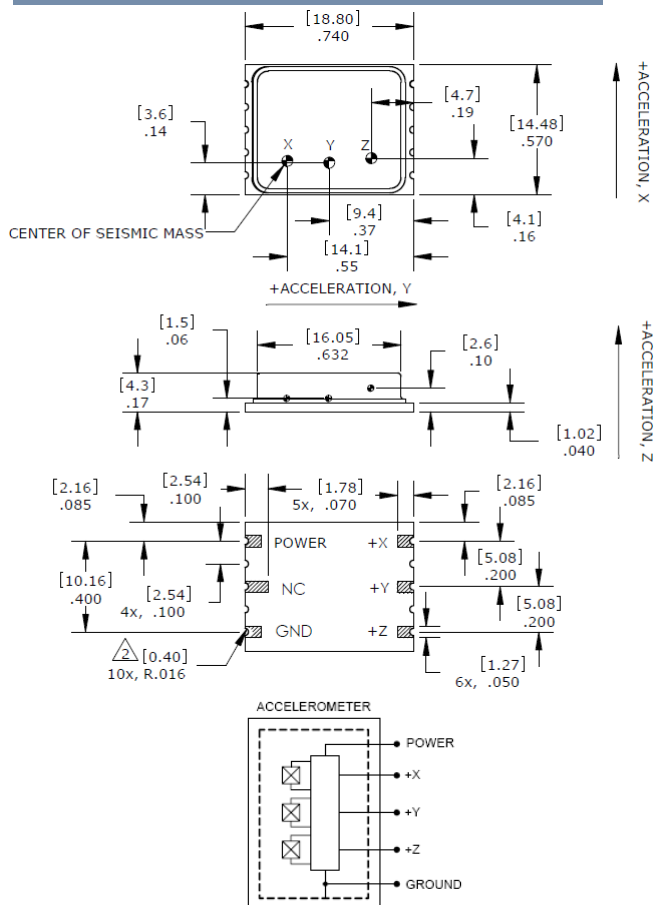 [18.80]
.740
+ACCELERATION, X
[3.6]
.14
[4.7]
.19
[14.48]
.570
X Y Z
CENTER OF SEISMIC MASS
[9.4]
.37
[4.1]
.16
[14.1]
.55
+ACCELERATION, Y
+ACCELERATION, Z
[1.5]
.06
[16.05]
.632
[2.6]
.10
[4.3]
.17
[1.02]
.040
[2.16]
.085
[2.54]
.100
[1.78]
5x, .070
[2.16]
.085
POWER +X
[10.16]
.400
[2.54]
4x, .100
NC +Y
[5.08]
.200
[5.08]
.200
GND +Z
2 [0.40]
10x, R.016
[1.27]
6x, .050
ACCELEROMETER
POWER
+X
+Y
+Z
GROUND